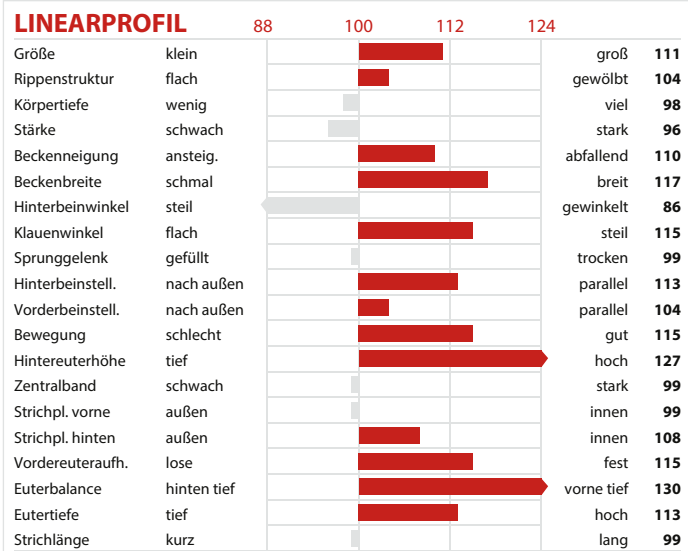 LINEARPROFIL 88 100 112 124
Größe klein groß 111
Rippenstruktur flach gewölbt 104
Körpertiefe wenig viel 98
Stärke schwach stark 96
Beckenneigung ansteig. abfallend 110
Beckenbreite schmal breit 117
Hinterbeinwinkel steil gewinkelt 86
Klauenwinkel flach steil 115
Sprunggelenk gefüllt trocken 99
Hinterbeinstell. nach außen parallel 113
Vorderbeinstell. nach außen parallel 104
Bewegung schlecht gut 115
Hintereuterhöhe tief hoch 127
Zentralband schwach stark 99
Strichpl. vorne außen innen 99
Strichpl. hinten außen innen 108
Vordereuteraufh. lose fest 115
Euterbalance hinten tief vorne tief 130
Eutertiefe tief hoch 113
Strichlänge kurz lang 99